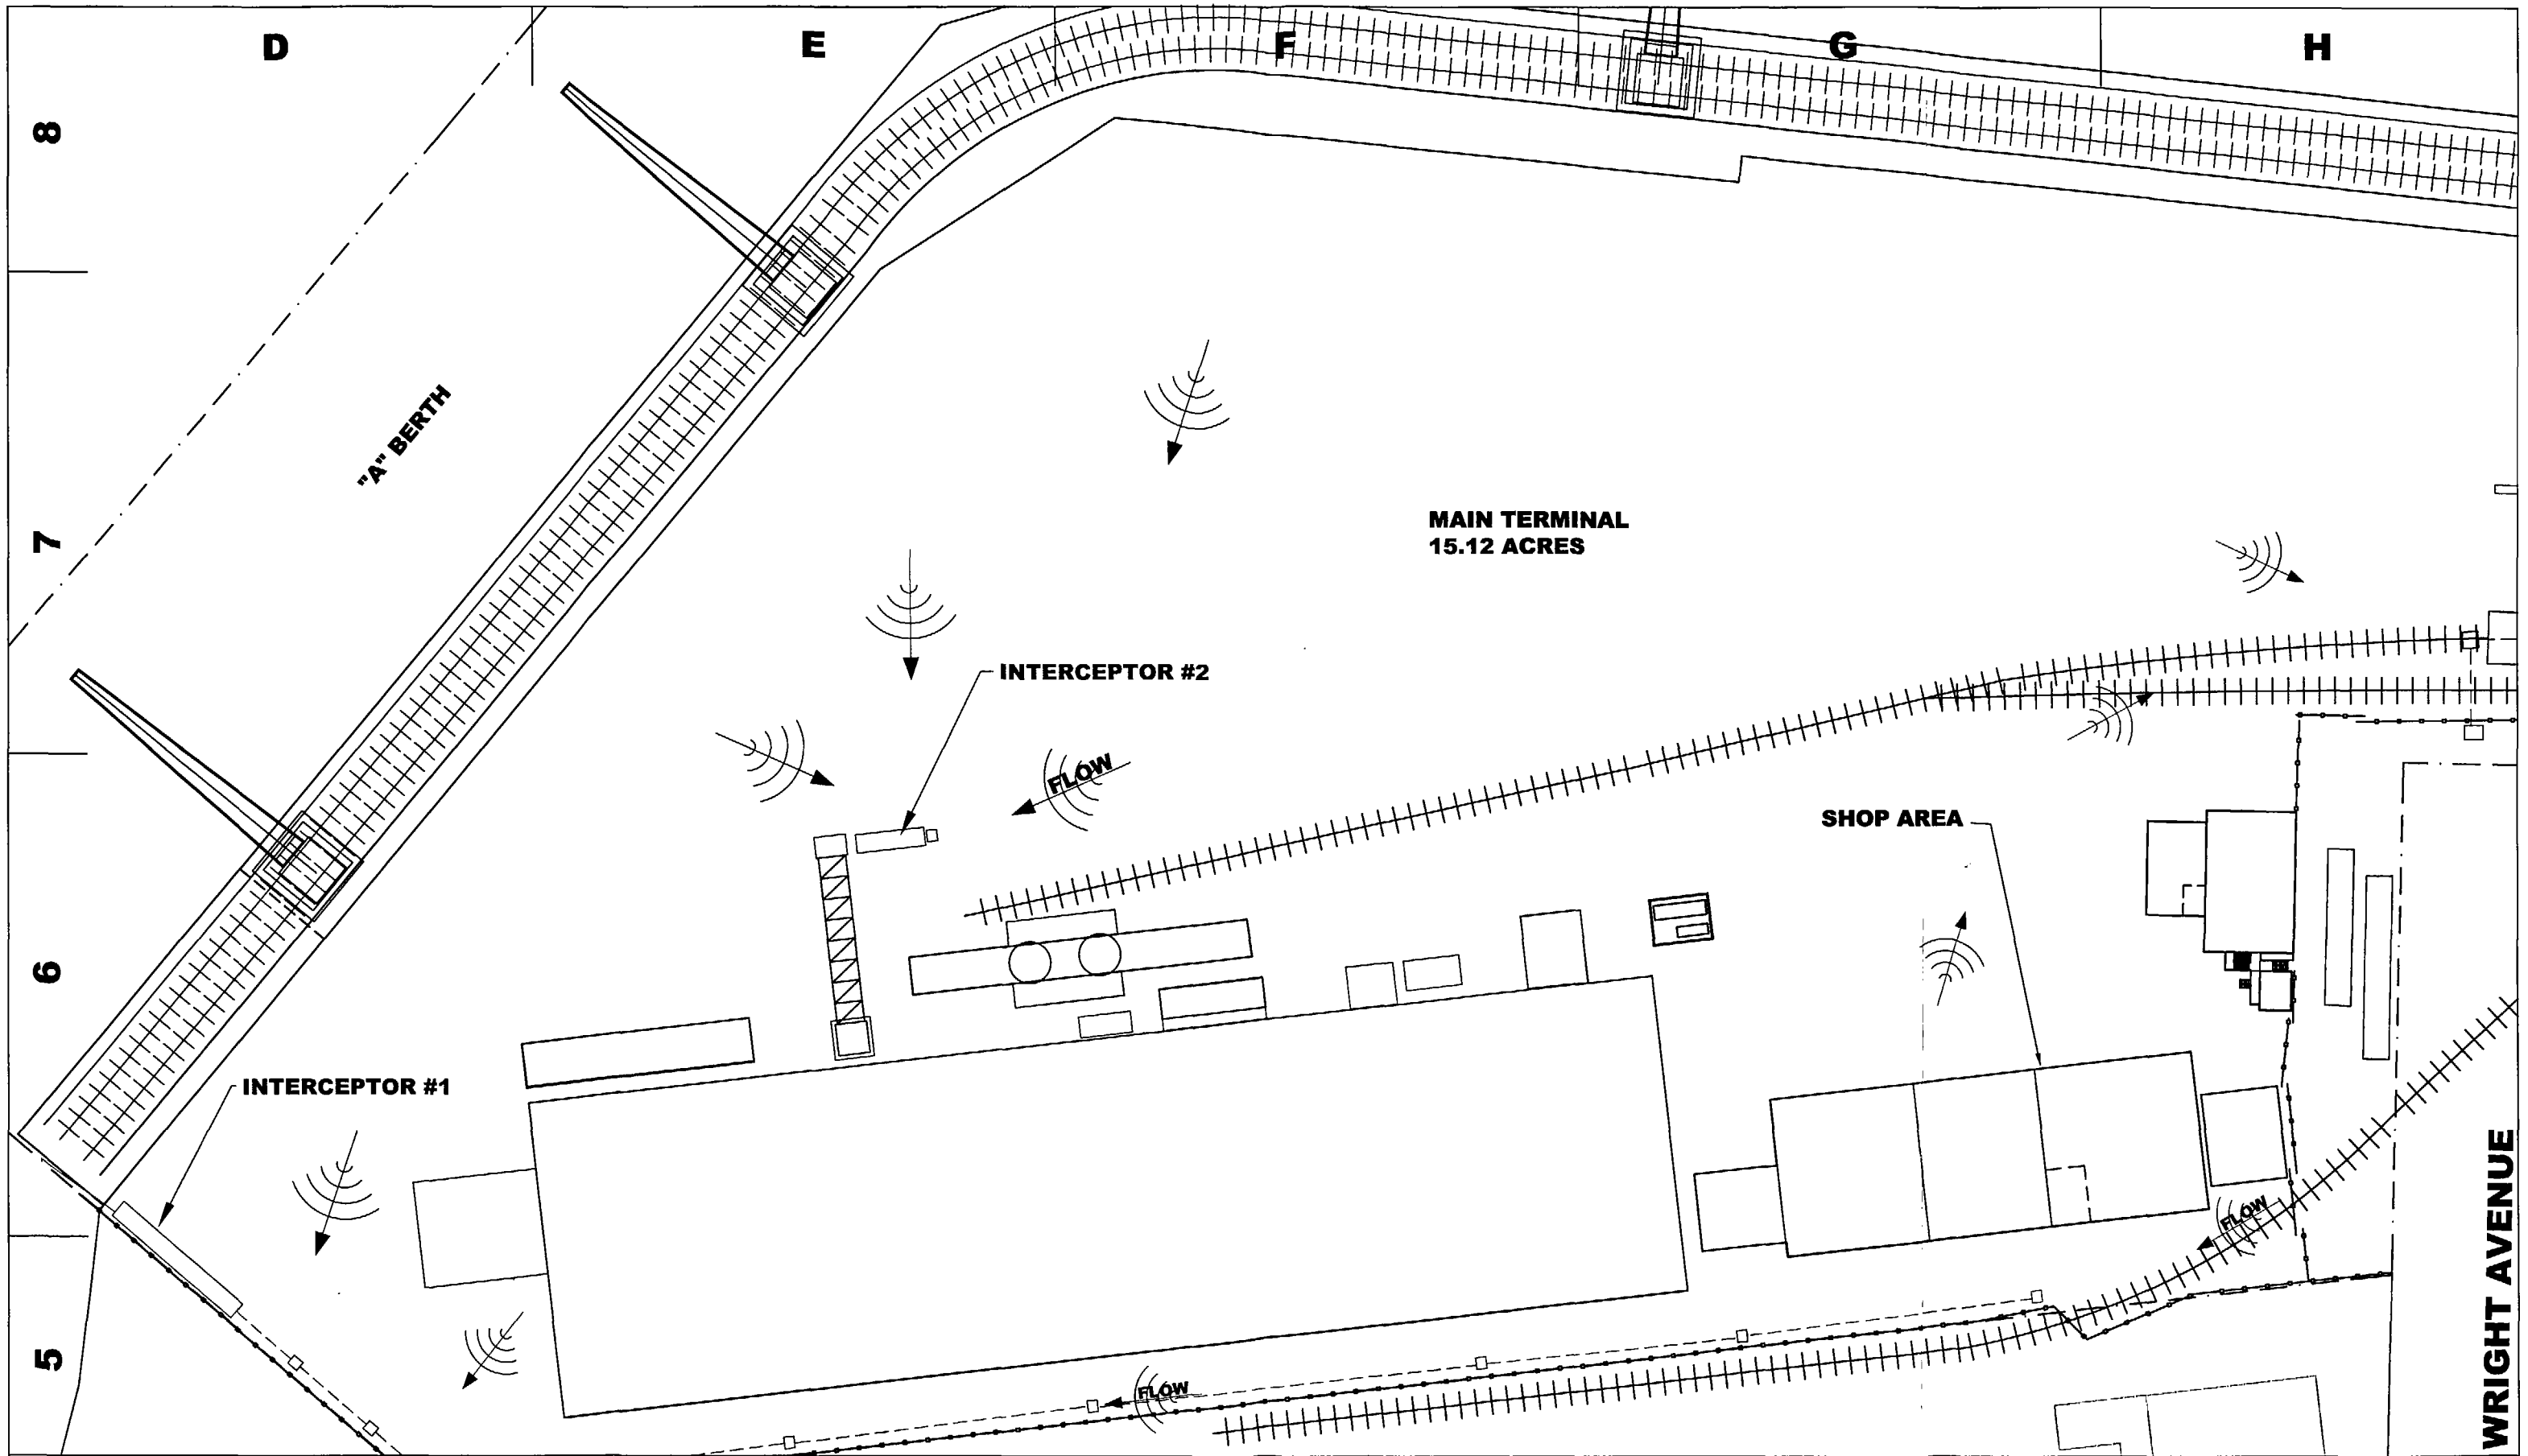 D
E
F
G
H
8
"A" BERTH
7
MAIN TERMINAL
15.12 ACRES
INTERCEPTOR #2
FLOW
SHOP AREA
6
INTERCEPTOR #1
FLOW
5
FLOW
WRIGHT AVENUE